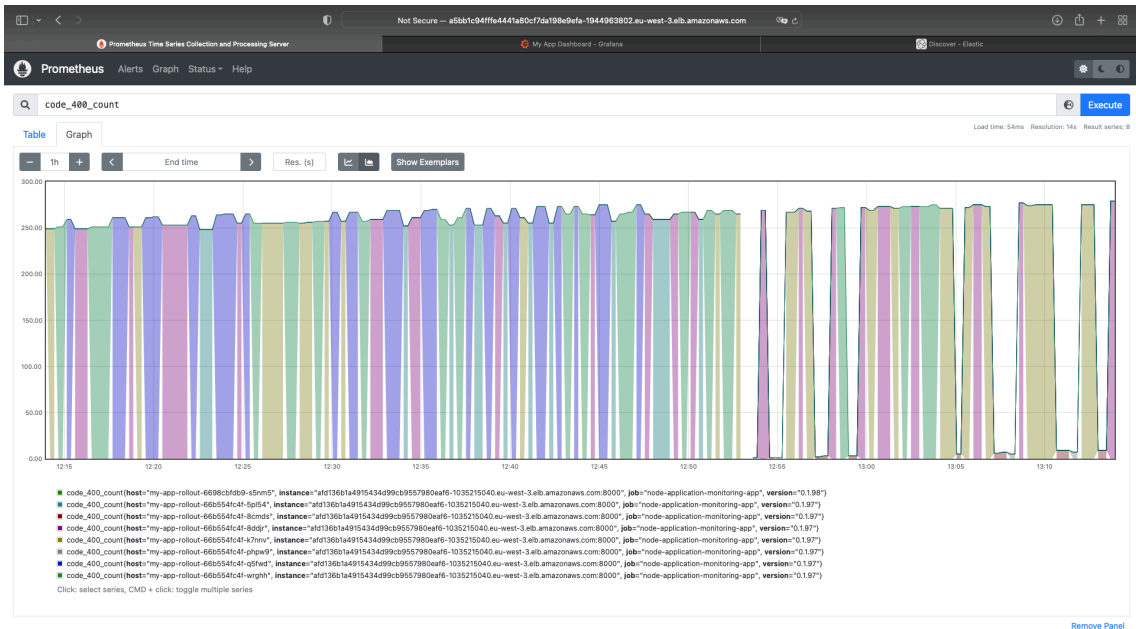 Not Secure — a5bb1c94fffe4441a80cf7da198e9efa-1944963802.eu-west-3.elb.amazonaws.com
Prometheus Time Series Collection and Processing Server
My App Dashboard - Grafana
Discover - Elastic
Prometheus Alerts Graph Status Help
code_400_count
Execute
Load time: 54ms Resolution: 14s Result series: 8
Table Graph
− 1h + < End time > Res. (s) Show Exemplars
300.00
250.00
200.00
150.00
100.00
50.00
0.00
12:15 12:20 12:25 12:30 12:35 12:40 12:45 12:50 12:55 13:00 13:05 13:10
code_400_count{host="my-app-rollout-6698cbfdb9-s5nm5", instance="afd136b1a4915434d99cb9557980eaf6-1035215040.eu-west-3.elb.amazonaws.com:8000", job="node-application-monitoring-app", version="0.1.98"}
code_400_count{host="my-app-rollout-66b554fc4f-5pl54", instance="afd136b1a4915434d99cb9557980eaf6-1035215040.eu-west-3.elb.amazonaws.com:8000", job="node-application-monitoring-app", version="0.1.97"}
code_400_count{host="my-app-rollout-66b554fc4f-8cmds", instance="afd136b1a4915434d99cb9557980eaf6-1035215040.eu-west-3.elb.amazonaws.com:8000", job="node-application-monitoring-app", version="0.1.97"}
code_400_count{host="my-app-rollout-66b554fc4f-8ddjr", instance="afd136b1a4915434d99cb9557980eaf6-1035215040.eu-west-3.elb.amazonaws.com:8000", job="node-application-monitoring-app", version="0.1.97"}
code_400_count{host="my-app-rollout-66b554fc4f-k7nnv", instance="afd136b1a4915434d99cb9557980eaf6-1035215040.eu-west-3.elb.amazonaws.com:8000", job="node-application-monitoring-app", version="0.1.97"}
code_400_count{host="my-app-rollout-66b554fc4f-phpw9", instance="afd136b1a4915434d99cb9557980eaf6-1035215040.eu-west-3.elb.amazonaws.com:8000", job="node-application-monitoring-app", version="0.1.97"}
code_400_count{host="my-app-rollout-66b554fc4f-q5fwd", instance="afd136b1a4915434d99cb9557980eaf6-1035215040.eu-west-3.elb.amazonaws.com:8000", job="node-application-monitoring-app", version="0.1.97"}
code_400_count{host="my-app-rollout-66b554fc4f-wrghh", instance="afd136b1a4915434d99cb9557980eaf6-1035215040.eu-west-3.elb.amazonaws.com:8000", job="node-application-monitoring-app", version="0.1.97"}
Click: select series, CMD + click: toggle multiple series
Remove Panel